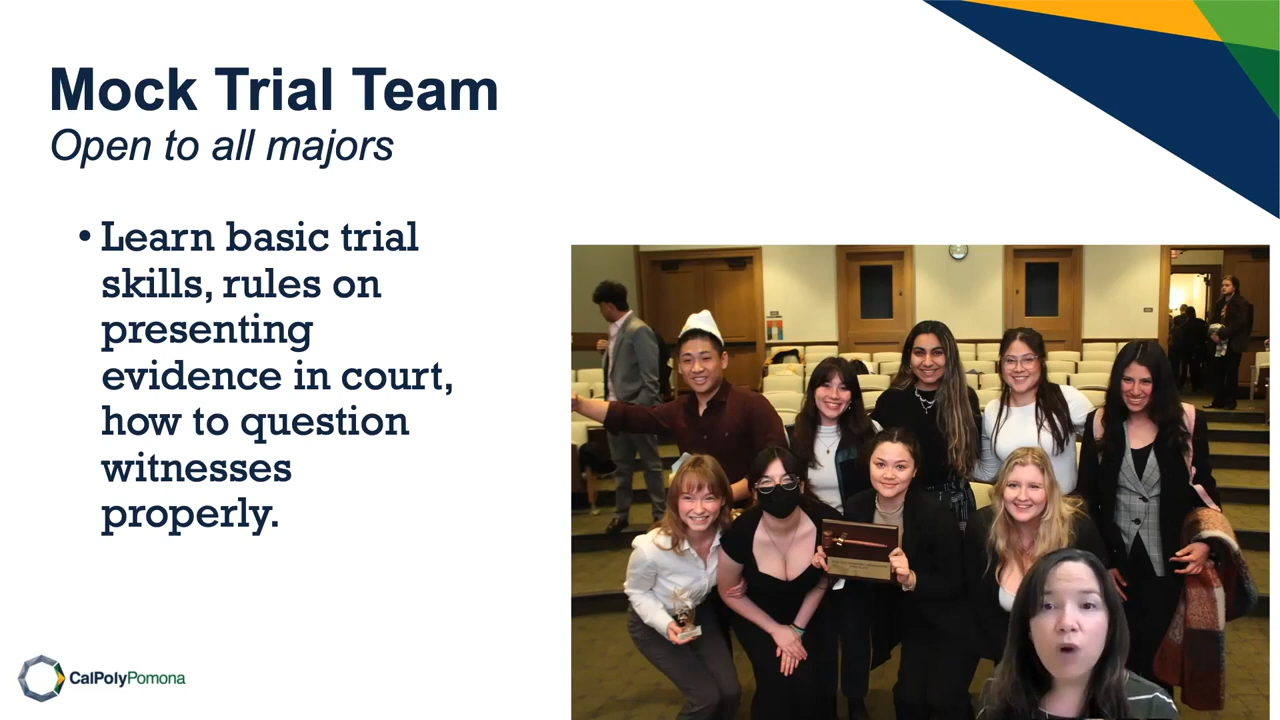 Mock Trial Team
Open to all majors
• Learn basic trial
skills, rules on
presenting
evidence in court,
how to question
witnesses
properly.
CalPolyPomona